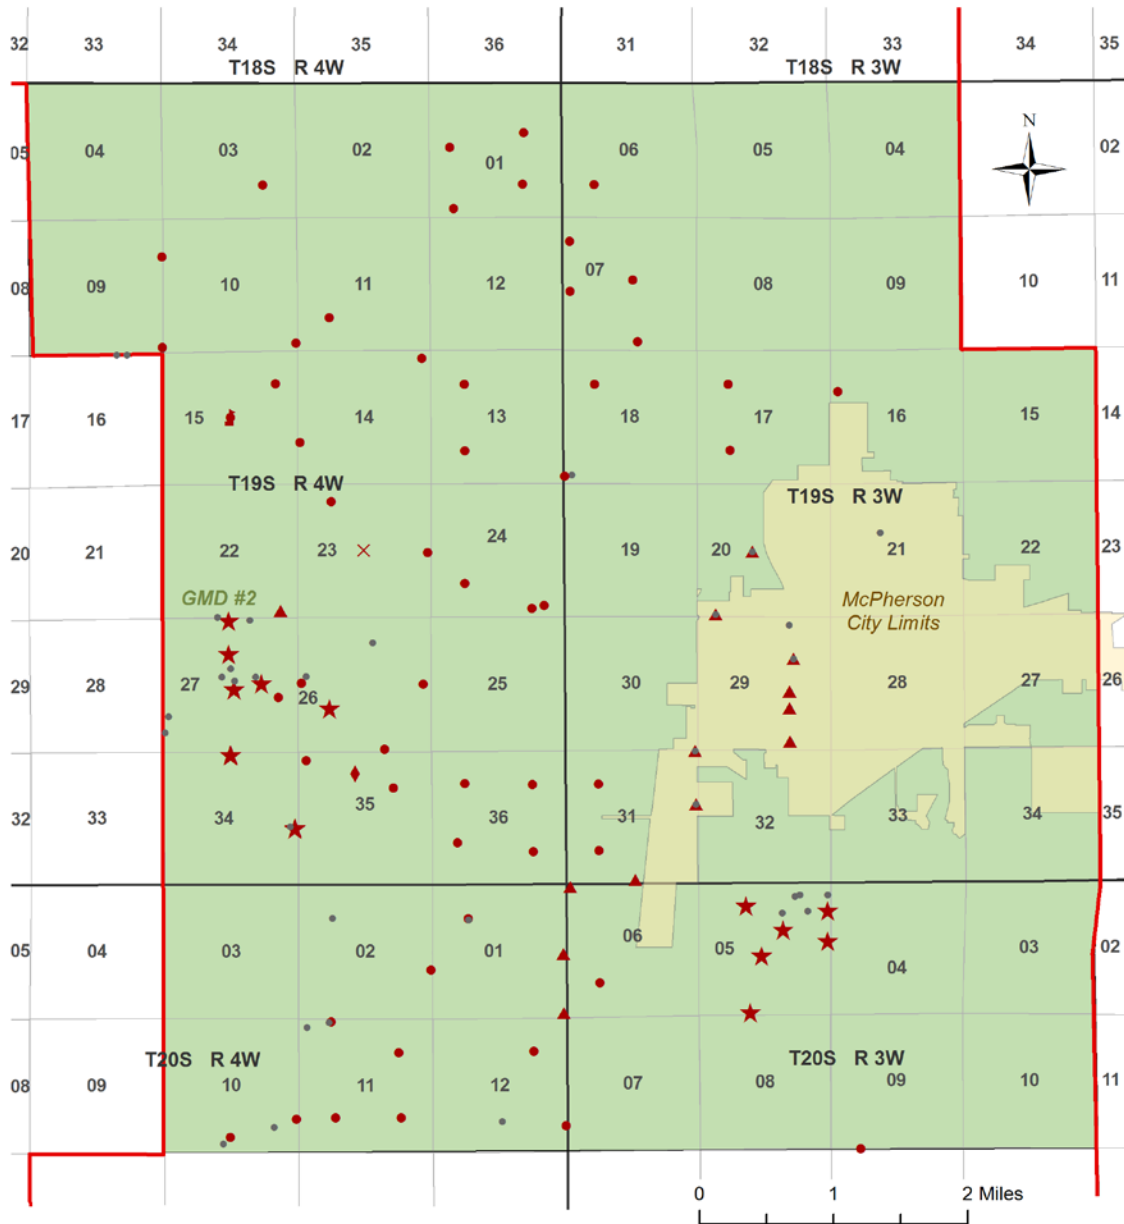 32 33 34 35 36 31 32 33 34 35
T18S R 4W T18S R 3W
N
05 04 03 02 01 06 05 04 02
08 09 10 11 12 07 08 09 10 11
17 16 15 14 13 18 17 16 15 14
T19S R 4W T19S R 3W
20 21 22 23 24 19 20 21 22 23
GMD #2 McPherson
City Limits
29 28 27 26 25 30 29 28 27 26
32 33 34 35 36 31 32 33 34 35
05 04 03 02 01 06 05 04 03 02
T20S R 4W T20S R 3W
08 09 10 11 12 07 08 09 10 11
0 1 2 Miles